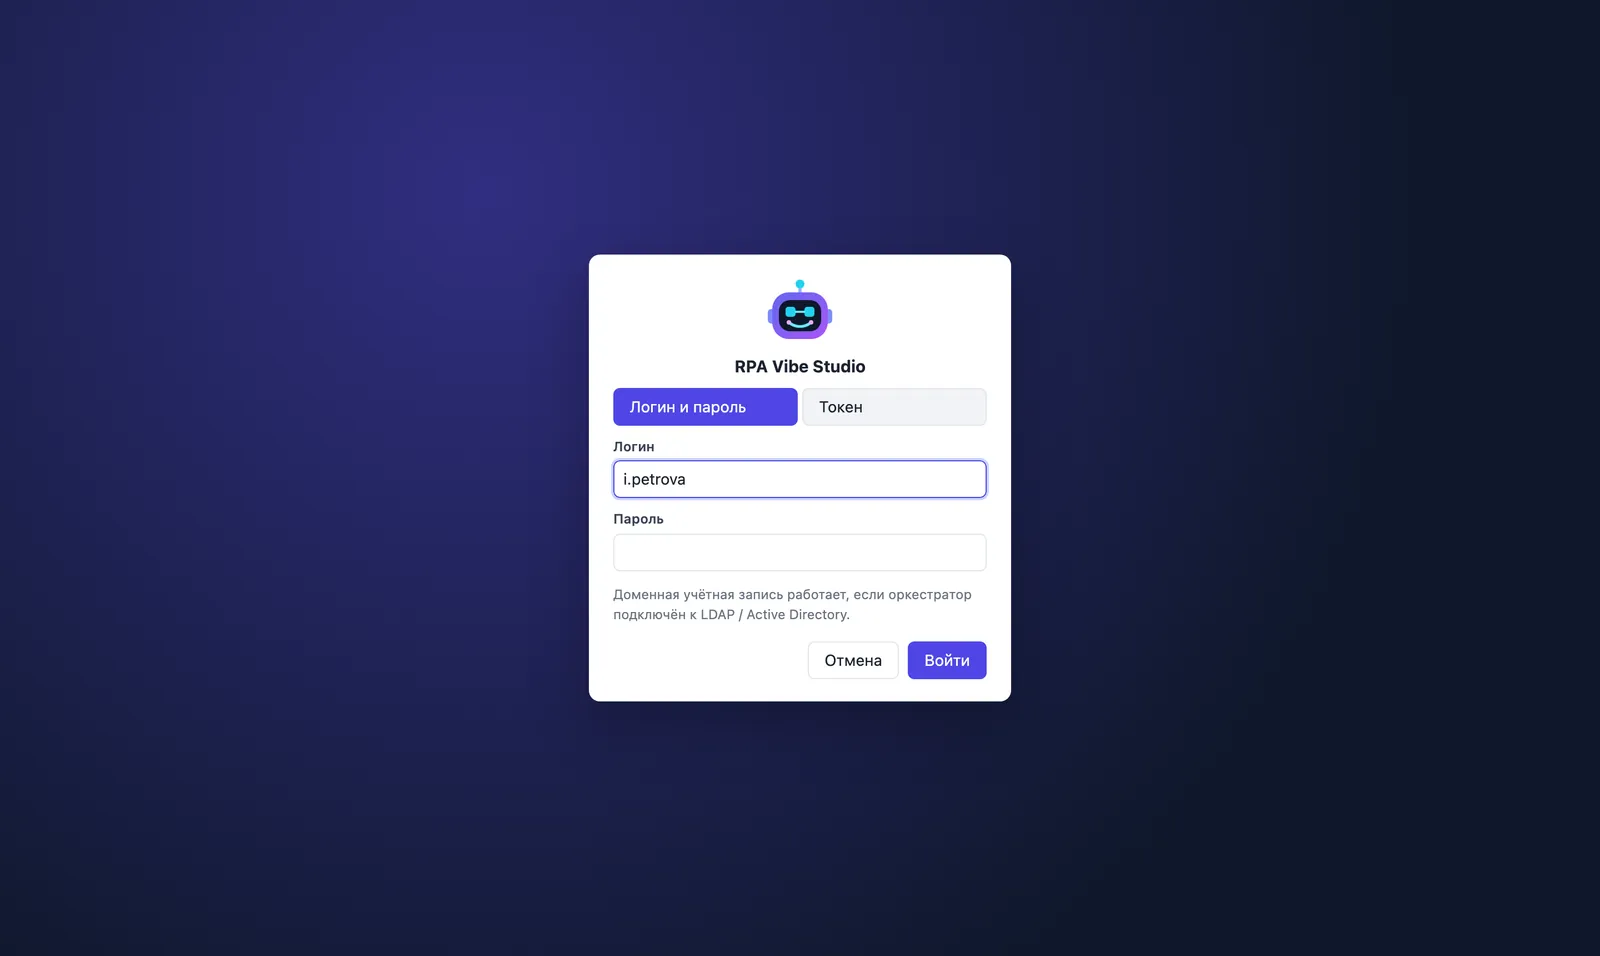 RPA Vibe Studio
Логин и пароль
Токен
Логин
i.petrova
Пароль
Доменная учётная запись работает, если оркестратор
подключён к LDAP / Active Directory.
Отмена
Войти